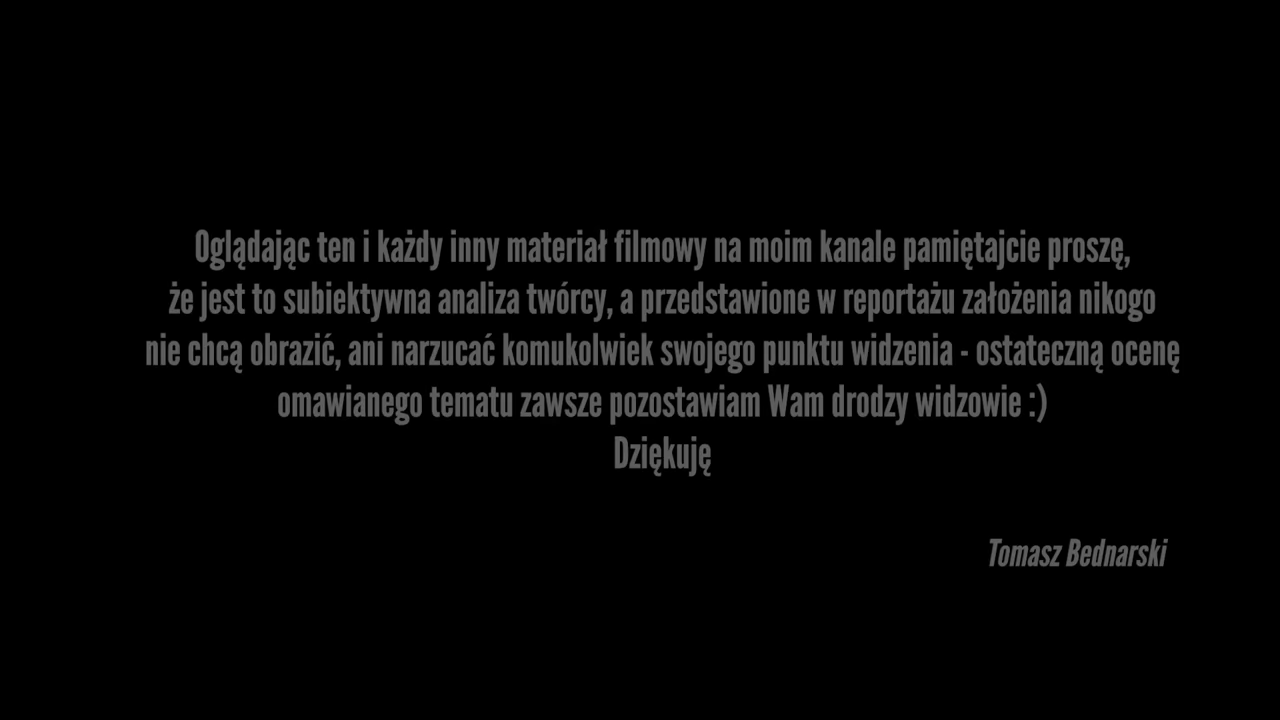 Oglądając ten i każdy inny materiał filmowy na moim kanale pamiętajcie proszę,
że jest to subiektywna analiza twórcy, a przedstawione w reportażu założenia nikogo
nie chcą obrazić, ani narzucać komukolwiek swojego punktu widzenia - ostateczną ocenę
omawianego tematu zawsze pozostawiam Wam drodzy widzowie :)
Dziękuję
Tomasz Bednarski